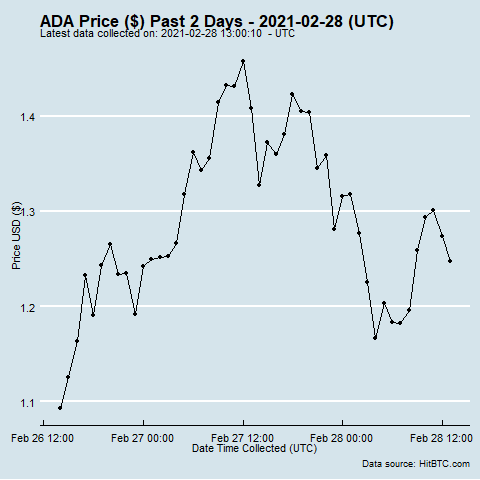 ADA Price ($) Past 2 Days - 2021-02-28 (UTC)
Latest data collected on: 2021-02-28 13:00:10  - UTC
1.4
1.3
1.2
1.1
Price USD ($)
Feb 26 12:00 Feb 27 00:00 Feb 27 12:00 Feb 28 00:00 Feb 28 12:00
Date Time Collected (UTC)
Data source: HitBTC.com